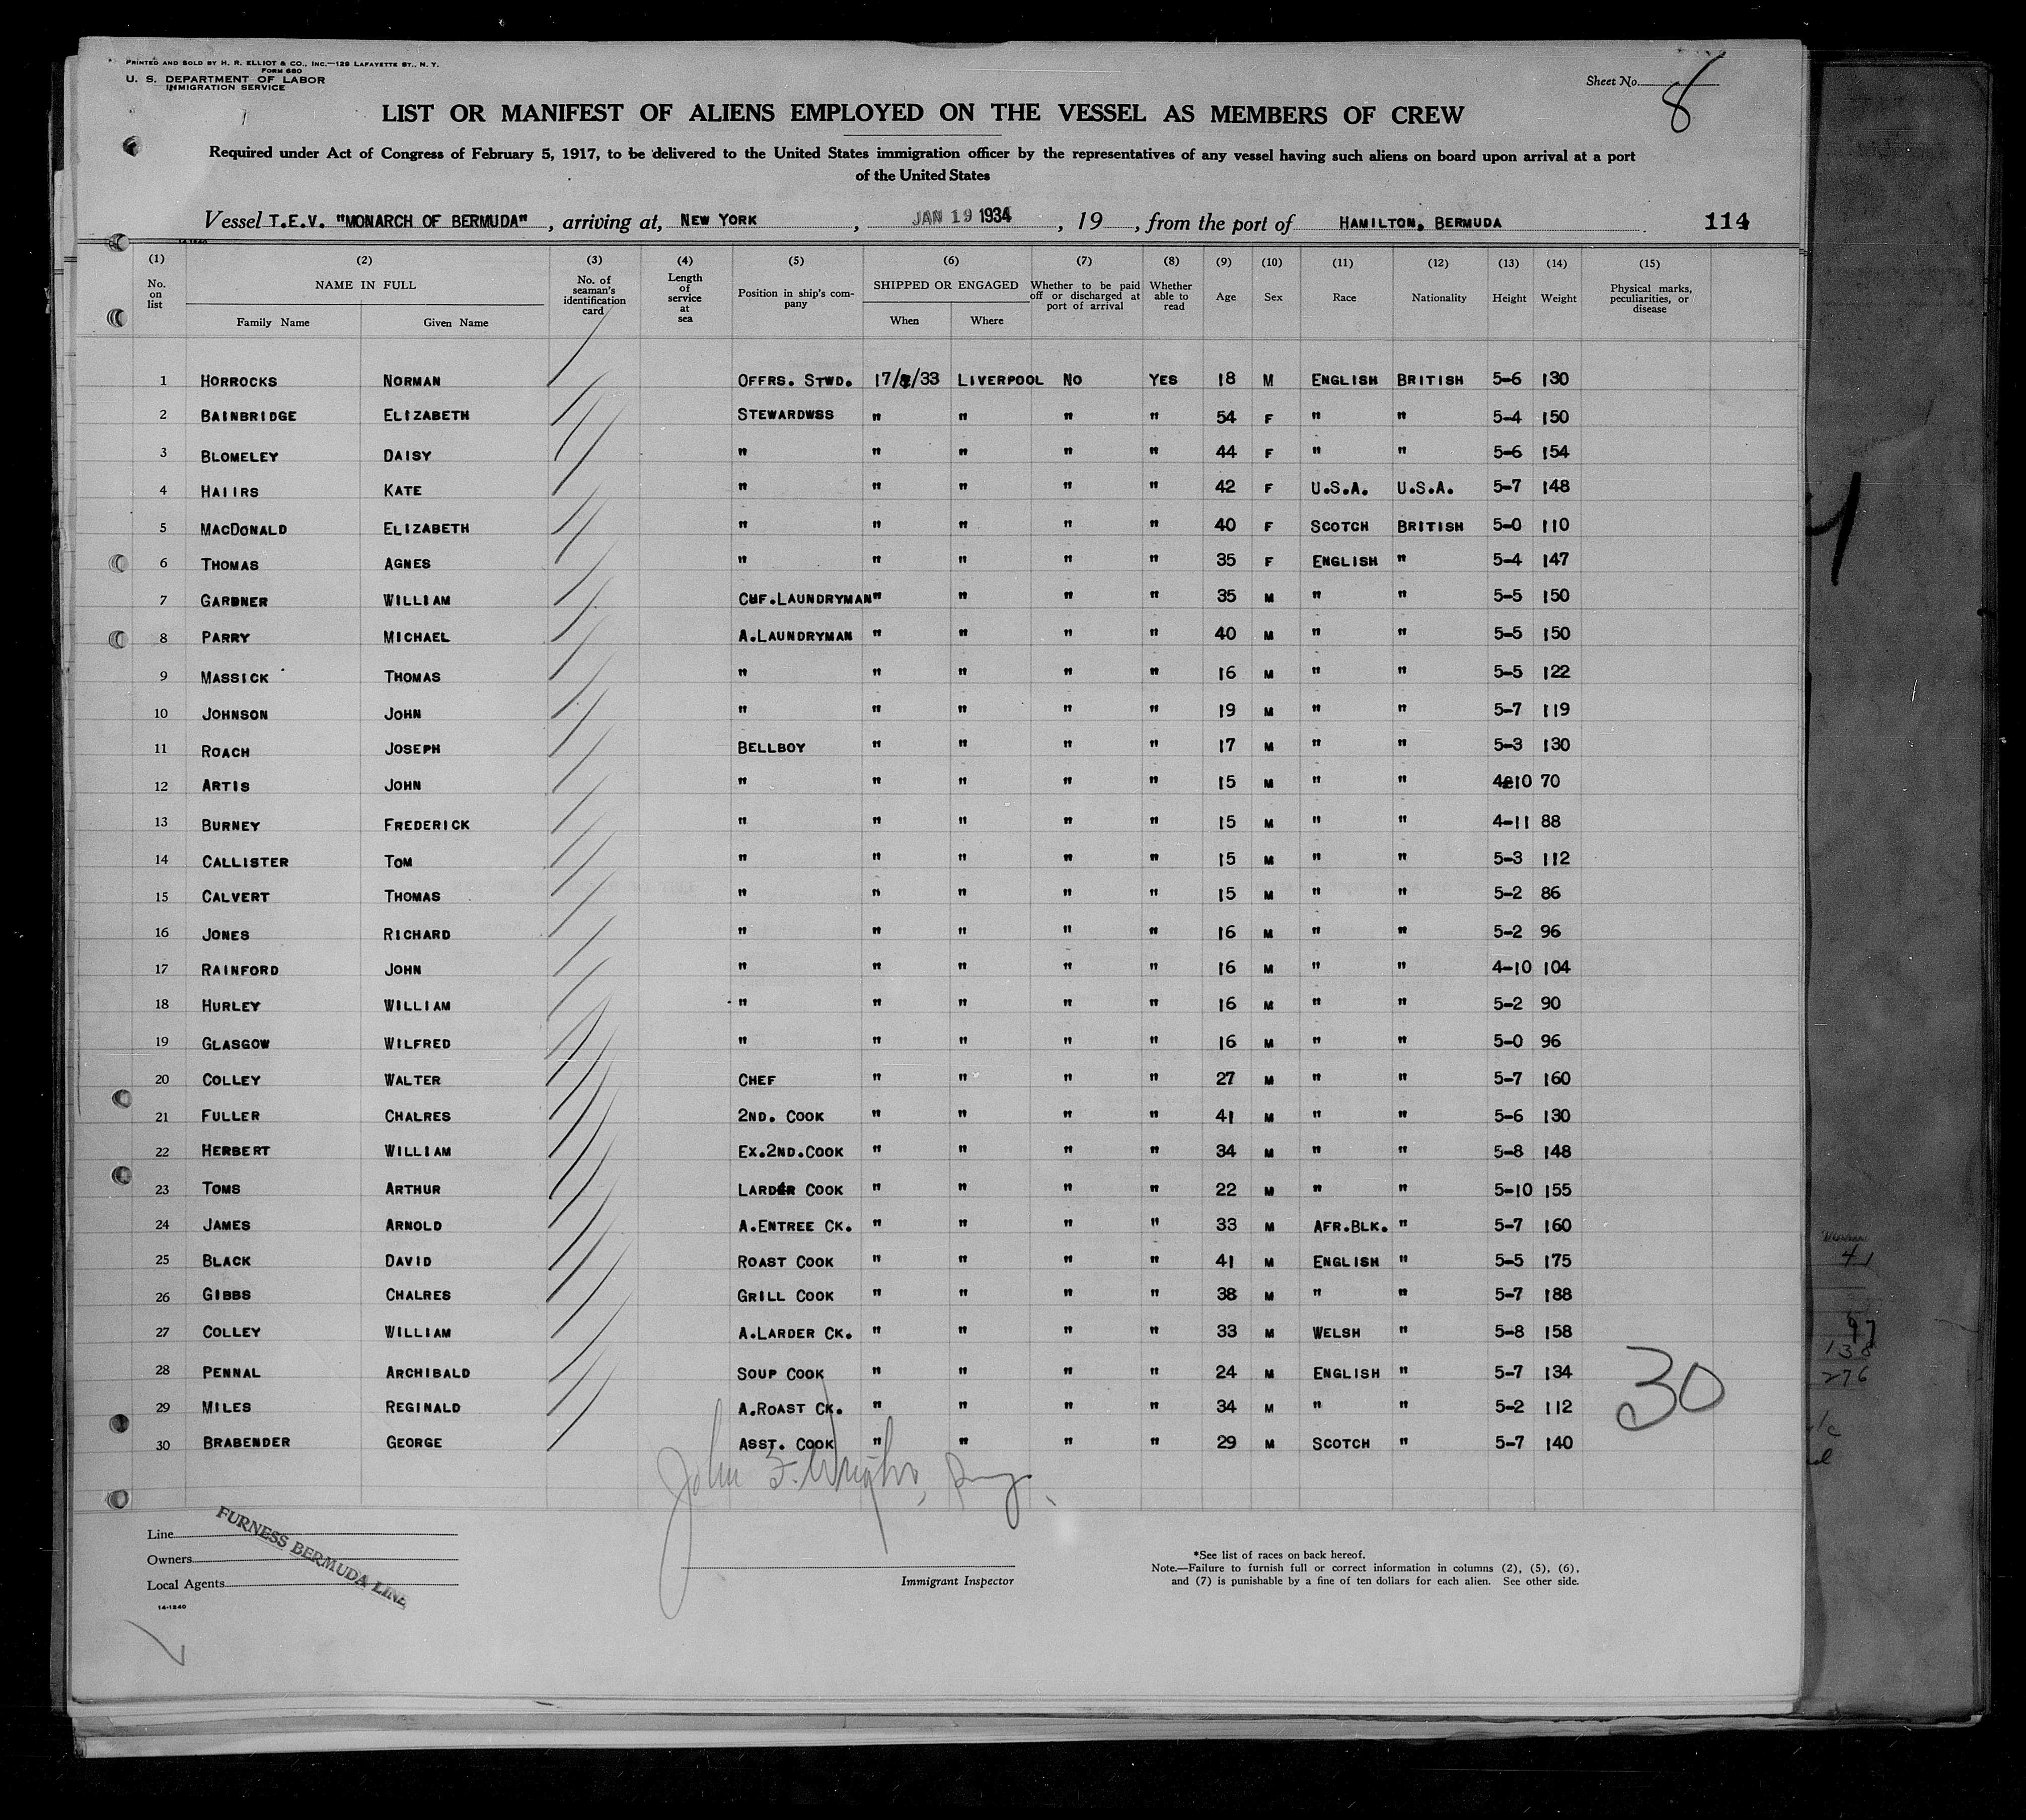 PRINTED AND SOLD BY H. R. ELLIOT & CO., INC.—129 LAFAYETTE ST., N. Y.
FORM 680
U. S. DEPARTMENT OF LABOR
IMMIGRATION SERVICE
Sheet No. 8
LIST OR MANIFEST OF ALIENS EMPLOYED ON THE VESSEL AS MEMBERS OF CREW
Required under Act of Congress of February 5, 1917, to be delivered to the United States immigration officer by the representatives of any vessel having such aliens on board upon arrival at a port
of the United States
Vessel T.E.V. "MONARCH OF BERMUDA", arriving at, NEW YORK, JAN 19 1934, 19, from the port of HAMILTON, BERMUDA 114
14-1240
(1) (2) (3) (4) (5) (6) (7) (8) (9) (10) (11) (12) (13) (14) (15)
No. on list NAME IN FULL Family Name Given Name No. of seaman's identification card Length of service at sea Position in ship's company SHIPPED OR ENGAGED When Where Whether to be paid off or discharged at port of arrival Whether able to read Age Sex Race Nationality Height Weight Physical marks, peculiarities, or disease
1 HORROCKS NORMAN OFFRS. STWD. 17/8/33 LIVERPOOL NO YES 18 M ENGLISH BRITISH 5-6 130
2 BAINBRIDGE ELIZABETH STEWARDWSS " " " " 54 F " " 5-4 150
3 BLOMELEY DAISY " " " " " 44 F " " 5-6 154
4 HAIIRS KATE " " " " " 42 F U.S.A. U.S.A. 5-7 148
5 MACDONALD ELIZABETH " " " " " 40 F SCOTCH BRITISH 5-0 110
6 THOMAS AGNES " " " " " 35 F ENGLISH " 5-4 147
7 GARDNER WILLIAM CHF.LAUNDRYMAN " " " " 35 M " " 5-5 150
8 PARRY MICHAEL A.LAUNDRYMAN " " " " 40 M " " 5-5 150
9 MASSICK THOMAS " " " " " 16 M " " 5-5 122
10 JOHNSON JOHN " " " " " 19 M " " 5-7 119
11 ROACH JOSEPH BELLBOY " " " " 17 M " " 5-3 130
12 ARTIS JOHN " " " " " 15 M " " 4-10 70
13 BURNEY FREDERICK " " " " " 15 M " " 4-11 88
14 CALLISTER TOM " " " " " 15 M " " 5-3 112
15 CALVERT THOMAS " " " " " 15 M " " 5-2 86
16 JONES RICHARD " " " " " 16 M " " 5-2 96
17 RAINFORD JOHN " " " " " 16 M " " 4-10 104
18 HURLEY WILLIAM " " " " " 16 M " " 5-2 90
19 GLASGOW WILFRED " " " " " 16 M " " 5-0 96
20 COLLEY WALTER CHEF " " " " 27 M " " 5-7 160
21 FULLER CHALRES 2ND. COOK " " " " 41 M " " 5-6 130
22 HERBERT WILLIAM EX.2ND.COOK " " " " 34 M " " 5-8 148
23 TOMS ARTHUR LARDER COOK " " " " 22 M " " 5-10 155
24 JAMES ARNOLD A.ENTREE CK. " " " " 33 M AFR.BLK. " 5-7 160
25 BLACK DAVID ROAST COOK " " " " 41 M ENGLISH " 5-5 175
26 GIBBS CHALRES GRILL COOK " " " " 38 M " " 5-7 188
27 COLLEY WILLIAM A.LARDER CK. " " " " 33 M WELSH " 5-8 158
28 PENNAL ARCHIBALD SOUP COOK " " " " 24 M ENGLISH " 5-7 134
29 MILES REGINALD A.ROAST CK. " " " " 34 M " " 5-2 112
30 BRABENDER GEORGE ASST. COOK " " " " 29 M SCOTCH " 5-7 140
30
41
97
138
276
John F. Wright,
Line
Owners
Local Agents
FURNESS BERMUDA LINE
14-1240
Immigrant Inspector
*See list of races on back hereof.
Note.—Failure to furnish full or correct information in columns (2), (5), (6),
and (7) is punishable by a fine of ten dollars for each alien. See other side.